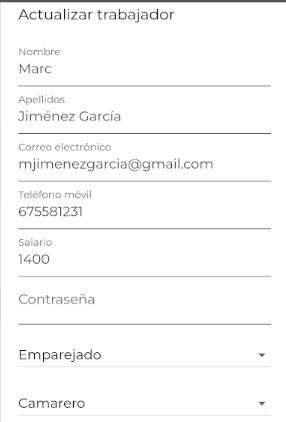 Actualizar trabajador
Nombre
Marc
Apellidos
Jiménez García
Correo electrónico
mjimenezgarcia@gmail.com
Teléfono móvil
675581231
Salario
1400
Contraseña
Emparejado
Camarero